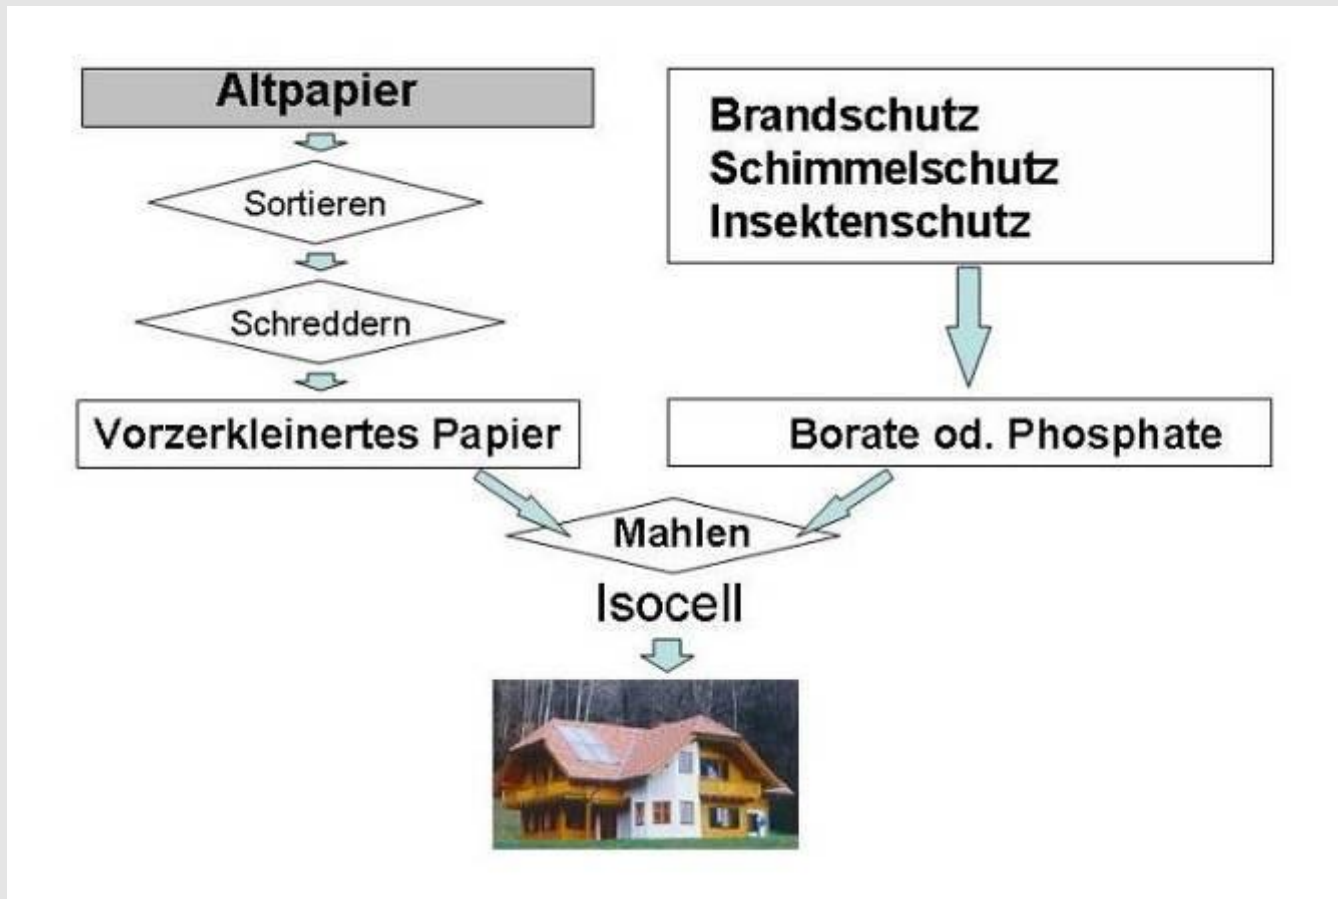 Altpapier
Sortieren
Schreddern
Vorzerkleinertes Papier
Brandschutz
Schimmelschutz
Insektenschutz
Borate od. Phosphate
Mahlen
Isocell